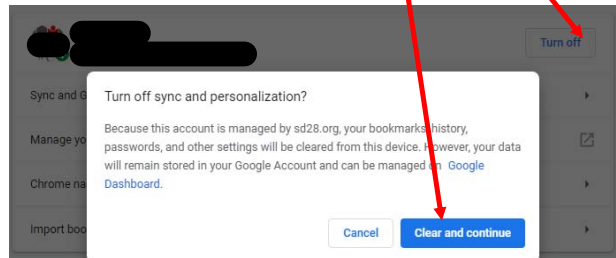 Turn off
Sync and G
Turn off sync and personalization?
Because this account is managed by sd28.org, your bookmarks, history,
Manage yo
passwords, and other settings will be cleared from this device. However, your data
will remain stored in your Google Account and can be managed on Google
Chrome na
Dashboard.
Import boo
Cancel
Clear and continue